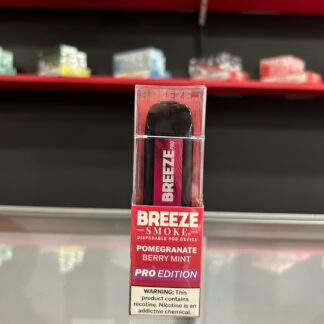 BREEZE PRO
BREEZE
SMOKE
DISPOSABLE POD DEVICE
POMEGRANATE
BERRY MINT
PRO EDITION
WARNING: This
product contains
nicotine. Nicotine is an
addictive chemical.